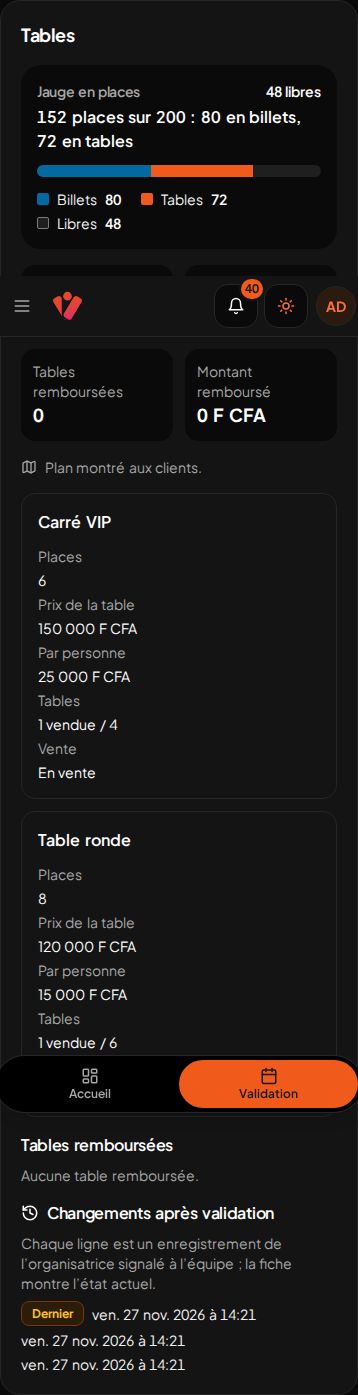 Tables
Jauge en places 48 libres
152 places sur 200 : 80 en billets,
72 en tables
Billets 80 Tables 72
Libres 48
40
AD
Tables
remboursées
0
Montant
remboursé
0 F CFA
Plan montré aux clients.
Carré VIP
Places
6
Prix de la table
150 000 F CFA
Par personne
25 000 F CFA
Tables
1 vendue / 4
Vente
En vente
Table ronde
Places
8
Prix de la table
120 000 F CFA
Par personne
15 000 F CFA
Tables
1 vendue / 6
Accueil
Validation
Tables remboursées
Aucune table remboursée.
Changements après validation
Chaque ligne est un enregistrement de
l'organisatrice signalé à l'équipe ; la fiche
montre l'état actuel.
Dernier ven. 27 nov. 2026 à 14:21
ven. 27 nov. 2026 à 14:21
ven. 27 nov. 2026 à 14:21